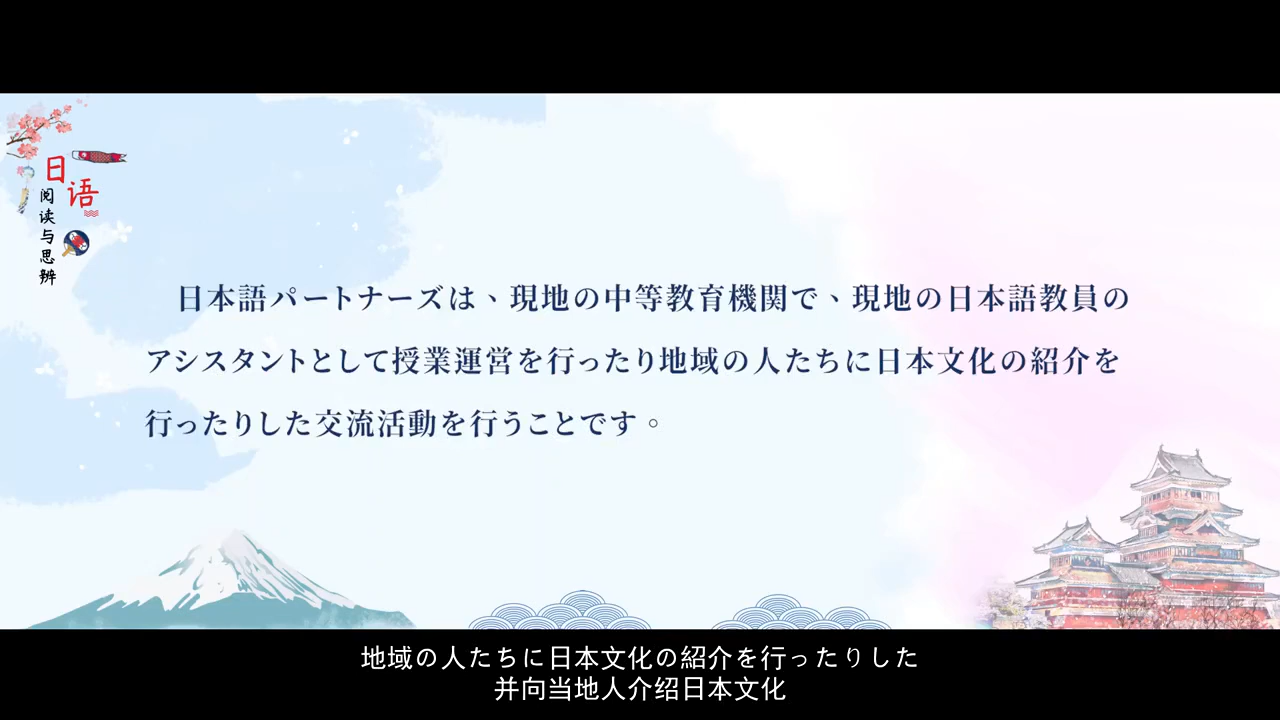 日语
阅读与思辨
日本語パートナーズは、現地の中等教育機関で、現地の日本語教員の
アシスタントとして授業運営を行ったり地域の人たちに日本文化の紹介を
行ったりした交流活動を行うことです。
地域の人たちに日本文化の紹介を行ったりした
并向当地人介绍日本文化